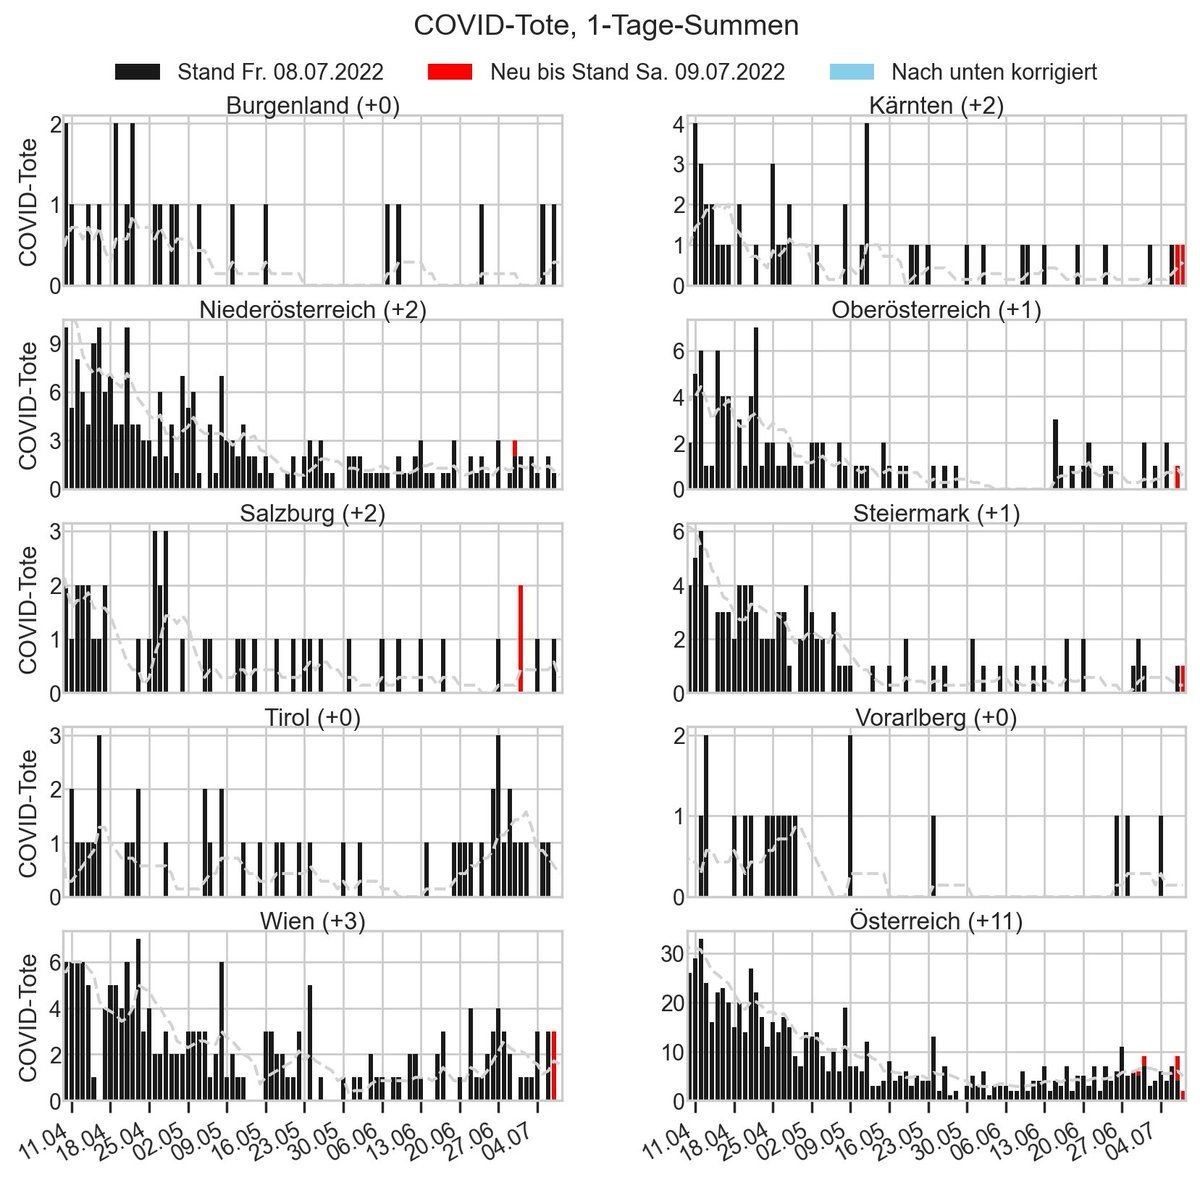 COVID-Tote, 1-Tage-Summen
Stand Fr. 08.07.2022 Neu bis Stand Sa. 09.07.2022 Nach unten korrigiert
Burgenland (+0)
COVID-Tote
2
1
0
Kärnten (+2)
4
3
2
1
0
Niederösterreich (+2)
COVID-Tote
9
6
3
0
Oberösterreich (+1)
6
4
2
0
Salzburg (+2)
COVID-Tote
3
2
1
0
Steiermark (+1)
6
4
2
0
Tirol (+0)
COVID-Tote
3
2
1
0
Vorarlberg (+0)
2
1
0
Wien (+3)
COVID-Tote
6
4
2
0
11.04 18.04 25.04 02.05 09.05 16.05 23.05 30.05 06.06 13.06 20.06 27.06 04.07
Österreich (+11)
30
20
10
0
11.04 18.04 25.04 02.05 09.05 16.05 23.05 30.05 06.06 13.06 20.06 27.06 04.07